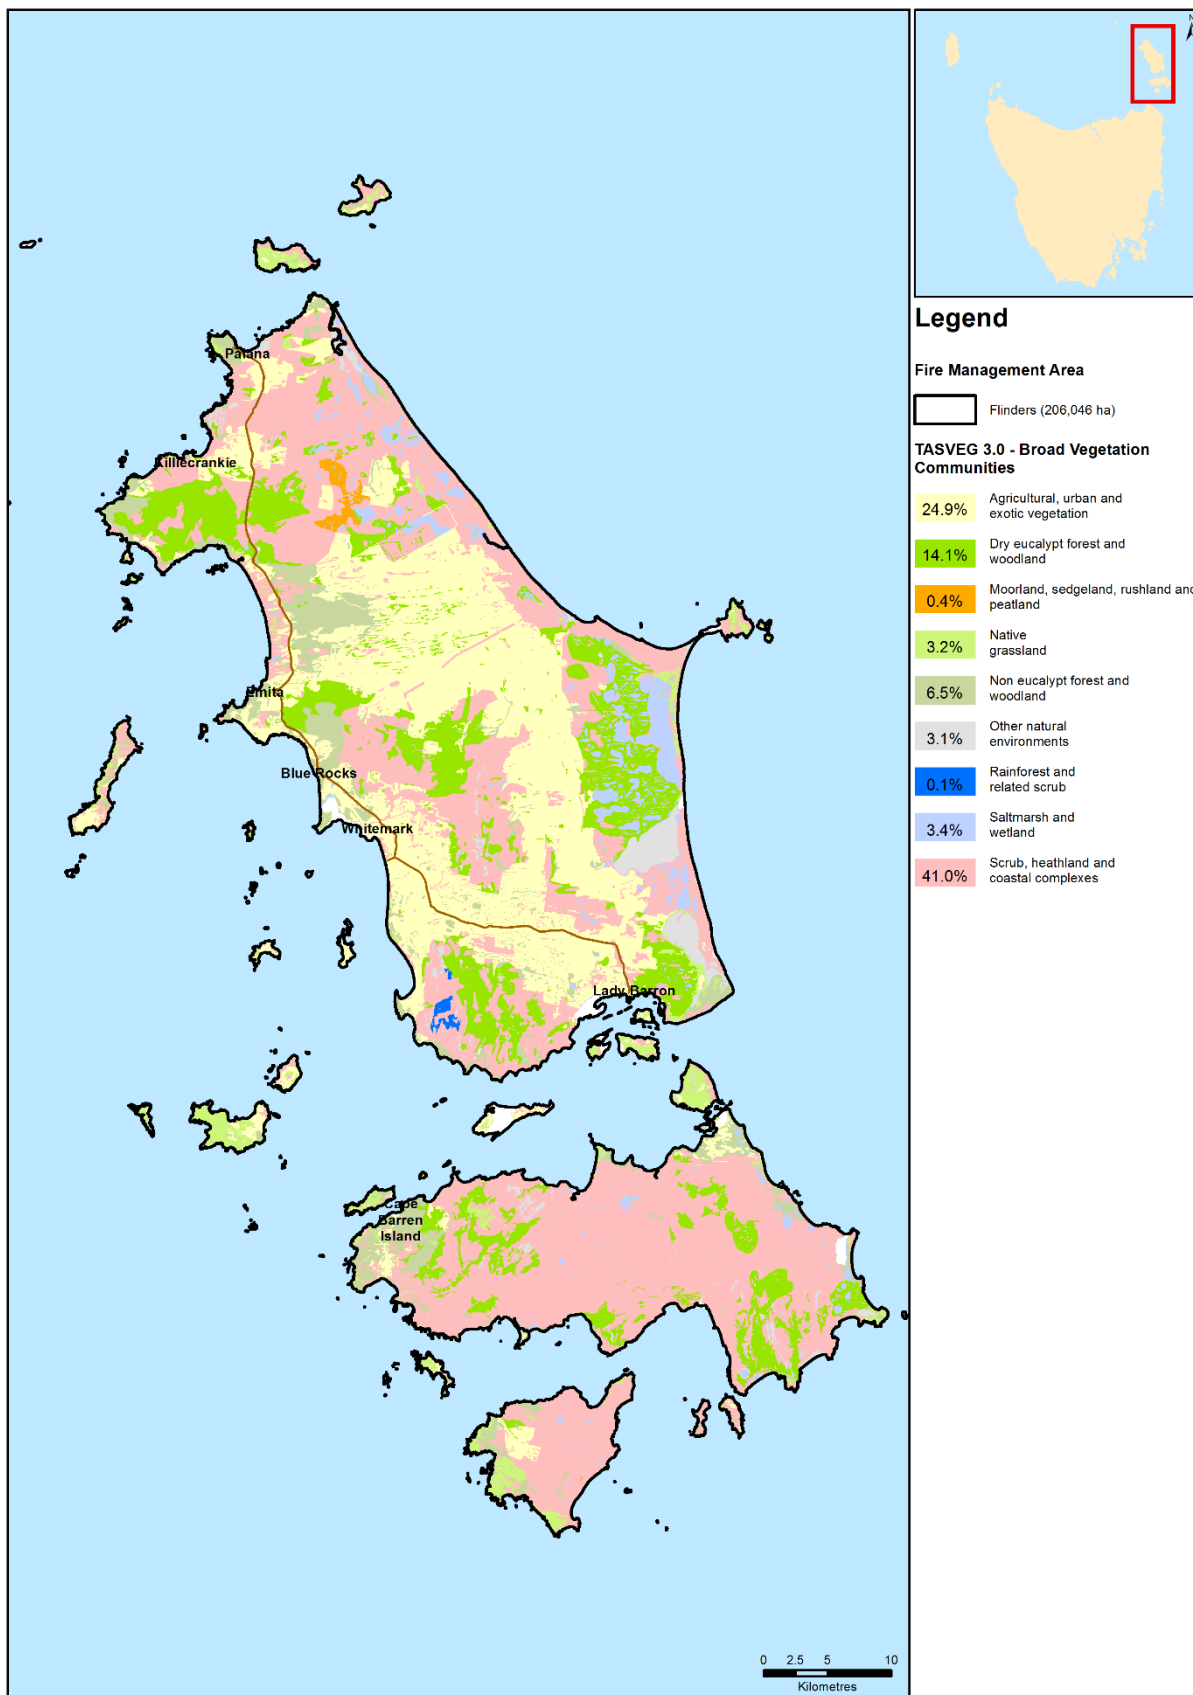 N
Legend
Fire Management Area
Flinders (206,046 ha)
TASVEG 3.0 - Broad Vegetation
Communities
24.9%
Agricultural, urban and
exotic vegetation
14.1%
Dry eucalypt forest and
woodland
0.4%
Moorland, sedgeland, rushland and
peatland
3.2%
Native
grassland
6.5%
Non eucalypt forest and
woodland
3.1%
Other natural
environments
0.1%
Rainforest and
related scrub
3.4%
Saltmarsh and
wetland
41.0%
Scrub, heathland and
coastal complexes
Palana
Killiecrankie
Emita
Blue Rocks
Whitemark
Lady Barron
Cape
Barren
Island
0 2.5 5 10
Kilometres